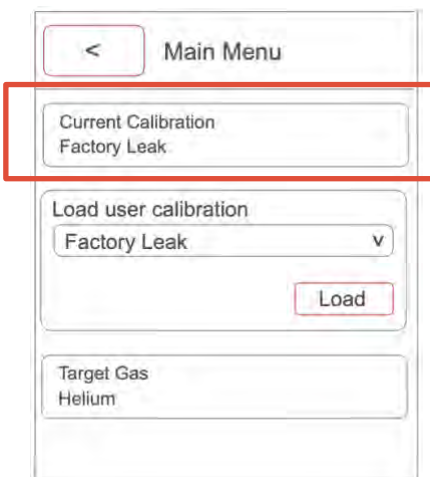 < Main Menu
Current Calibration
Factory Leak
Load user calibration
Factory Leak v
Load
Target Gas
Helium